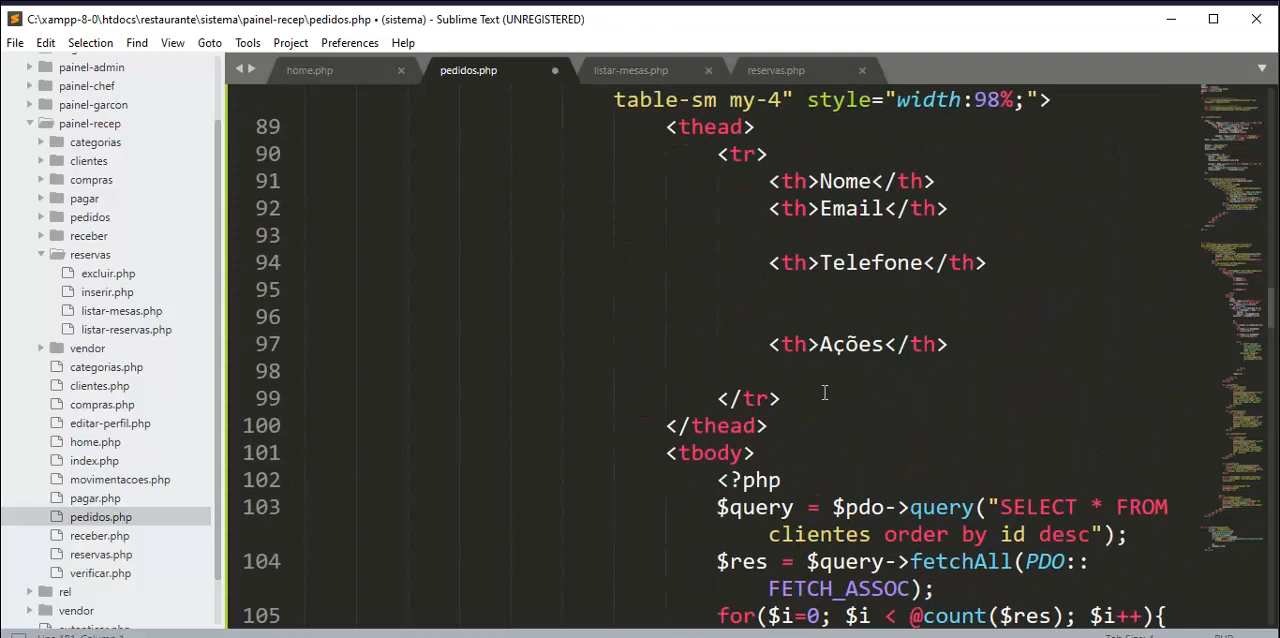 C:\xampp-8-0\htdocs\restaurante\sistema\painel-recep\pedidos.php • (sistema) - Sublime Text (UNREGISTERED)
File Edit Selection Find View Goto Tools Project Preferences Help
home.php pedidos.php listar-mesas.php reservas.php
painel-admin
painel-chef
painel-garcon
painel-recep
categorias
clientes
compras
pagar
pedidos
receber
reservas
excluir.php
inserir.php
listar-mesas.php
listar-reservas.php
vendor
categorias.php
clientes.php
compras.php
editar-perfil.php
home.php
index.php
movimentacoes.php
pagar.php
pedidos.php
receber.php
reservas.php
verificar.php
rel
vendor
table-sm my-4" style="width:98%;">
89 <thead>
90 <tr>
91 <th>Nome</th>
92 <th>Email</th>
93
94 <th>Telefone</th>
95
96
97 <th>Ações</th>
98
99 </tr>
100 </thead>
101 <tbody>
102 <?php
103 $query = $pdo->query("SELECT * FROM
clientes order by id desc");
104 $res = $query->fetchAll(PDO::
FETCH_ASSOC);
105 for($i=0; $i < @count($res); $i++){